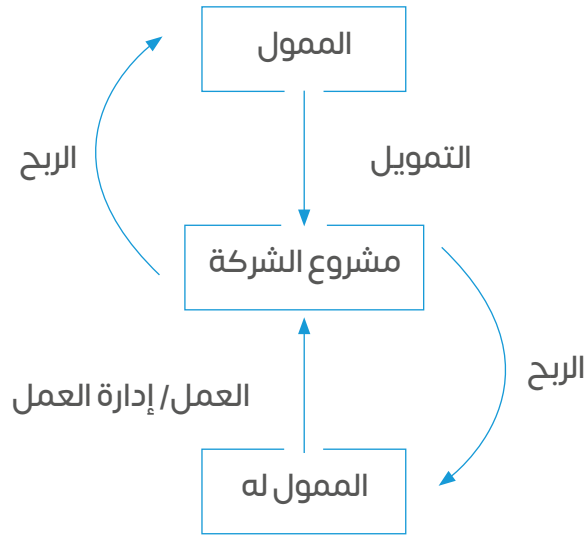 الممول
التمويل
الربح
مشروع الشركة
الربح
العمل/ إدارة العمل
الممول له